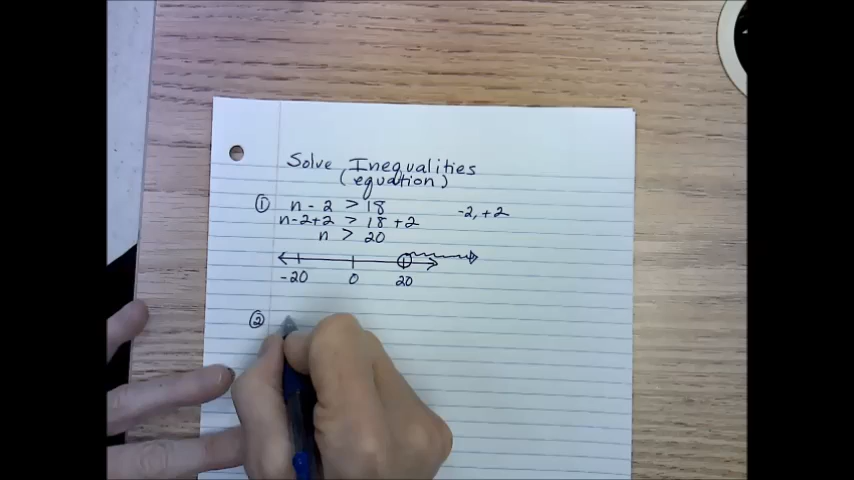 Solve Inequalities
(equation)
① n - 2 > 18 -2, +2
n-2+2 > 18 +2
n > 20
-20 0 20
②